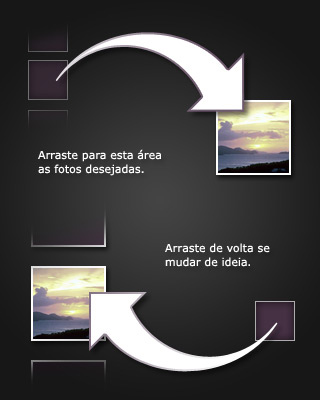 Arraste para esta área
as fotos desejadas.
Arraste de volta se
mudar de ideia.